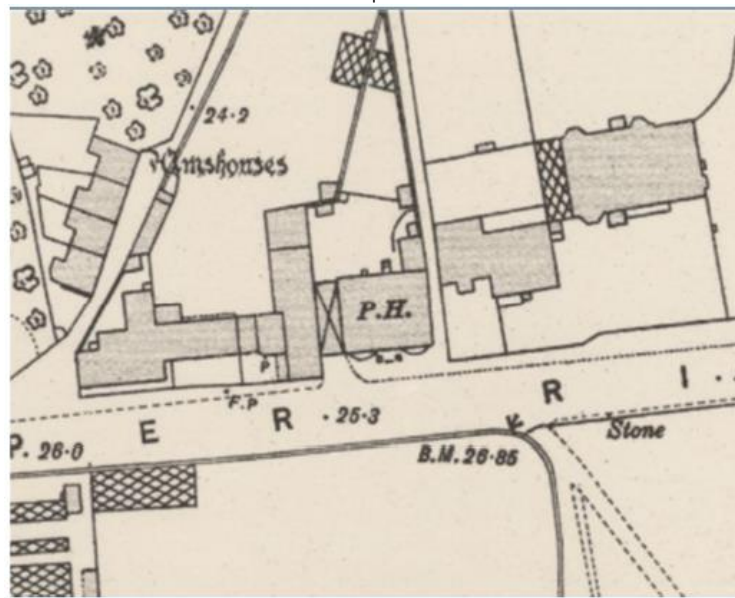 24·2
Almshouses
P.H.
P
F.P
P E R R I
25·3
P. 26·0
B.M. 26·85
Stone